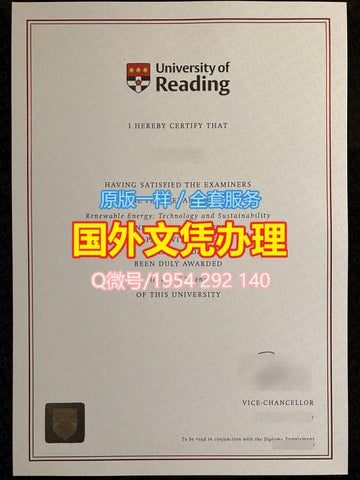 University of
Reading
I HEREBY CERTIFY THAT
HAVING SATISFIED THE EXAMINERS
原版一样/全套服务
Renewable Energy: Technology and Sustainability
国外文凭办理
BEEN DULY AWARDED
Q微号/1954 292 140
OF THIS UNIVERSITY
VICE-CHANCELLOR
To be read in conjunction with the Diploma Supplement